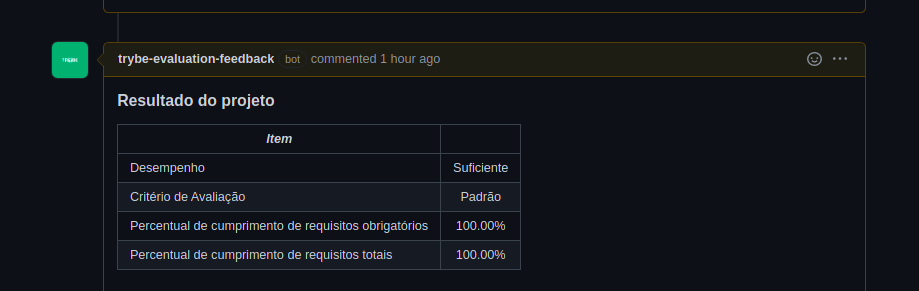 TRYBE
trybe-evaluation-feedback bot commented 1 hour ago
Resultado do projeto
Item
Desempenho Suficiente
Critério de Avaliação Padrão
Percentual de cumprimento de requisitos obrigatórios 100.00%
Percentual de cumprimento de requisitos totais 100.00%